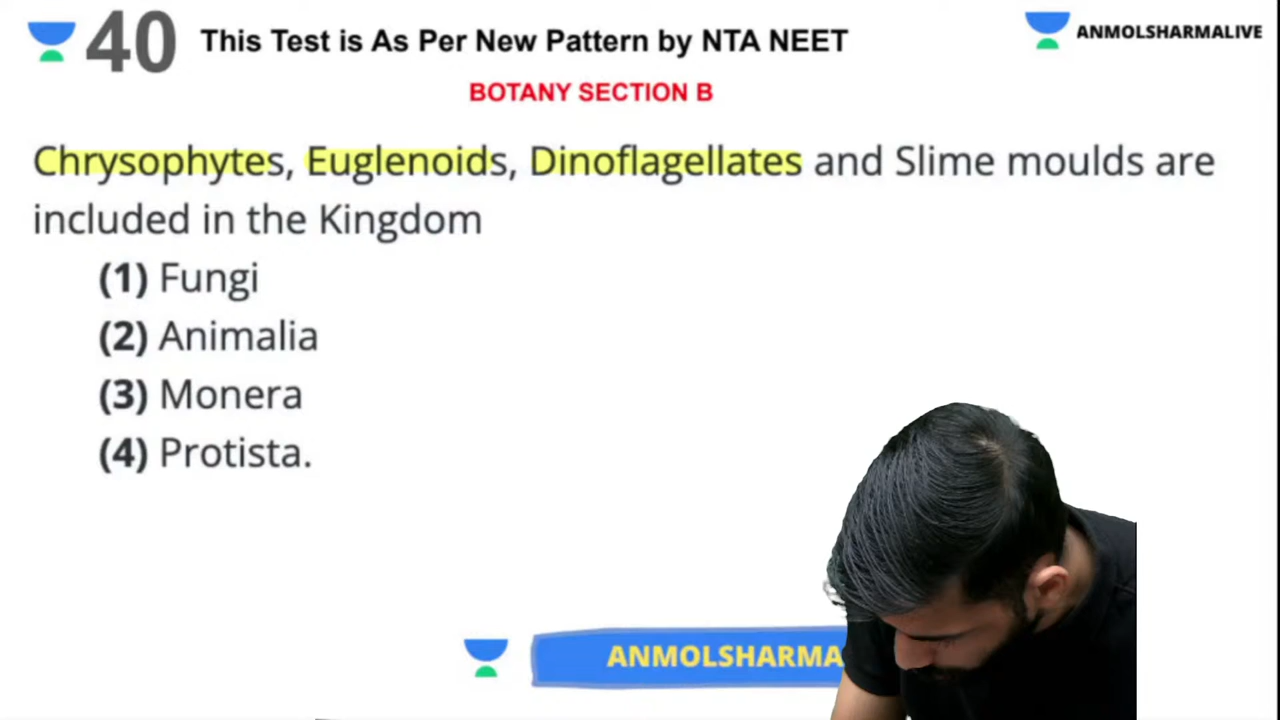 40 This Test is As Per New Pattern by NTA NEET ANMOLSHARMALIVE
BOTANY SECTION B
Chrysophytes, Euglenoids, Dinoflagellates and Slime moulds are
included in the Kingdom
(1) Fungi
(2) Animalia
(3) Monera
(4) Protista.
ANMOLSHARMA